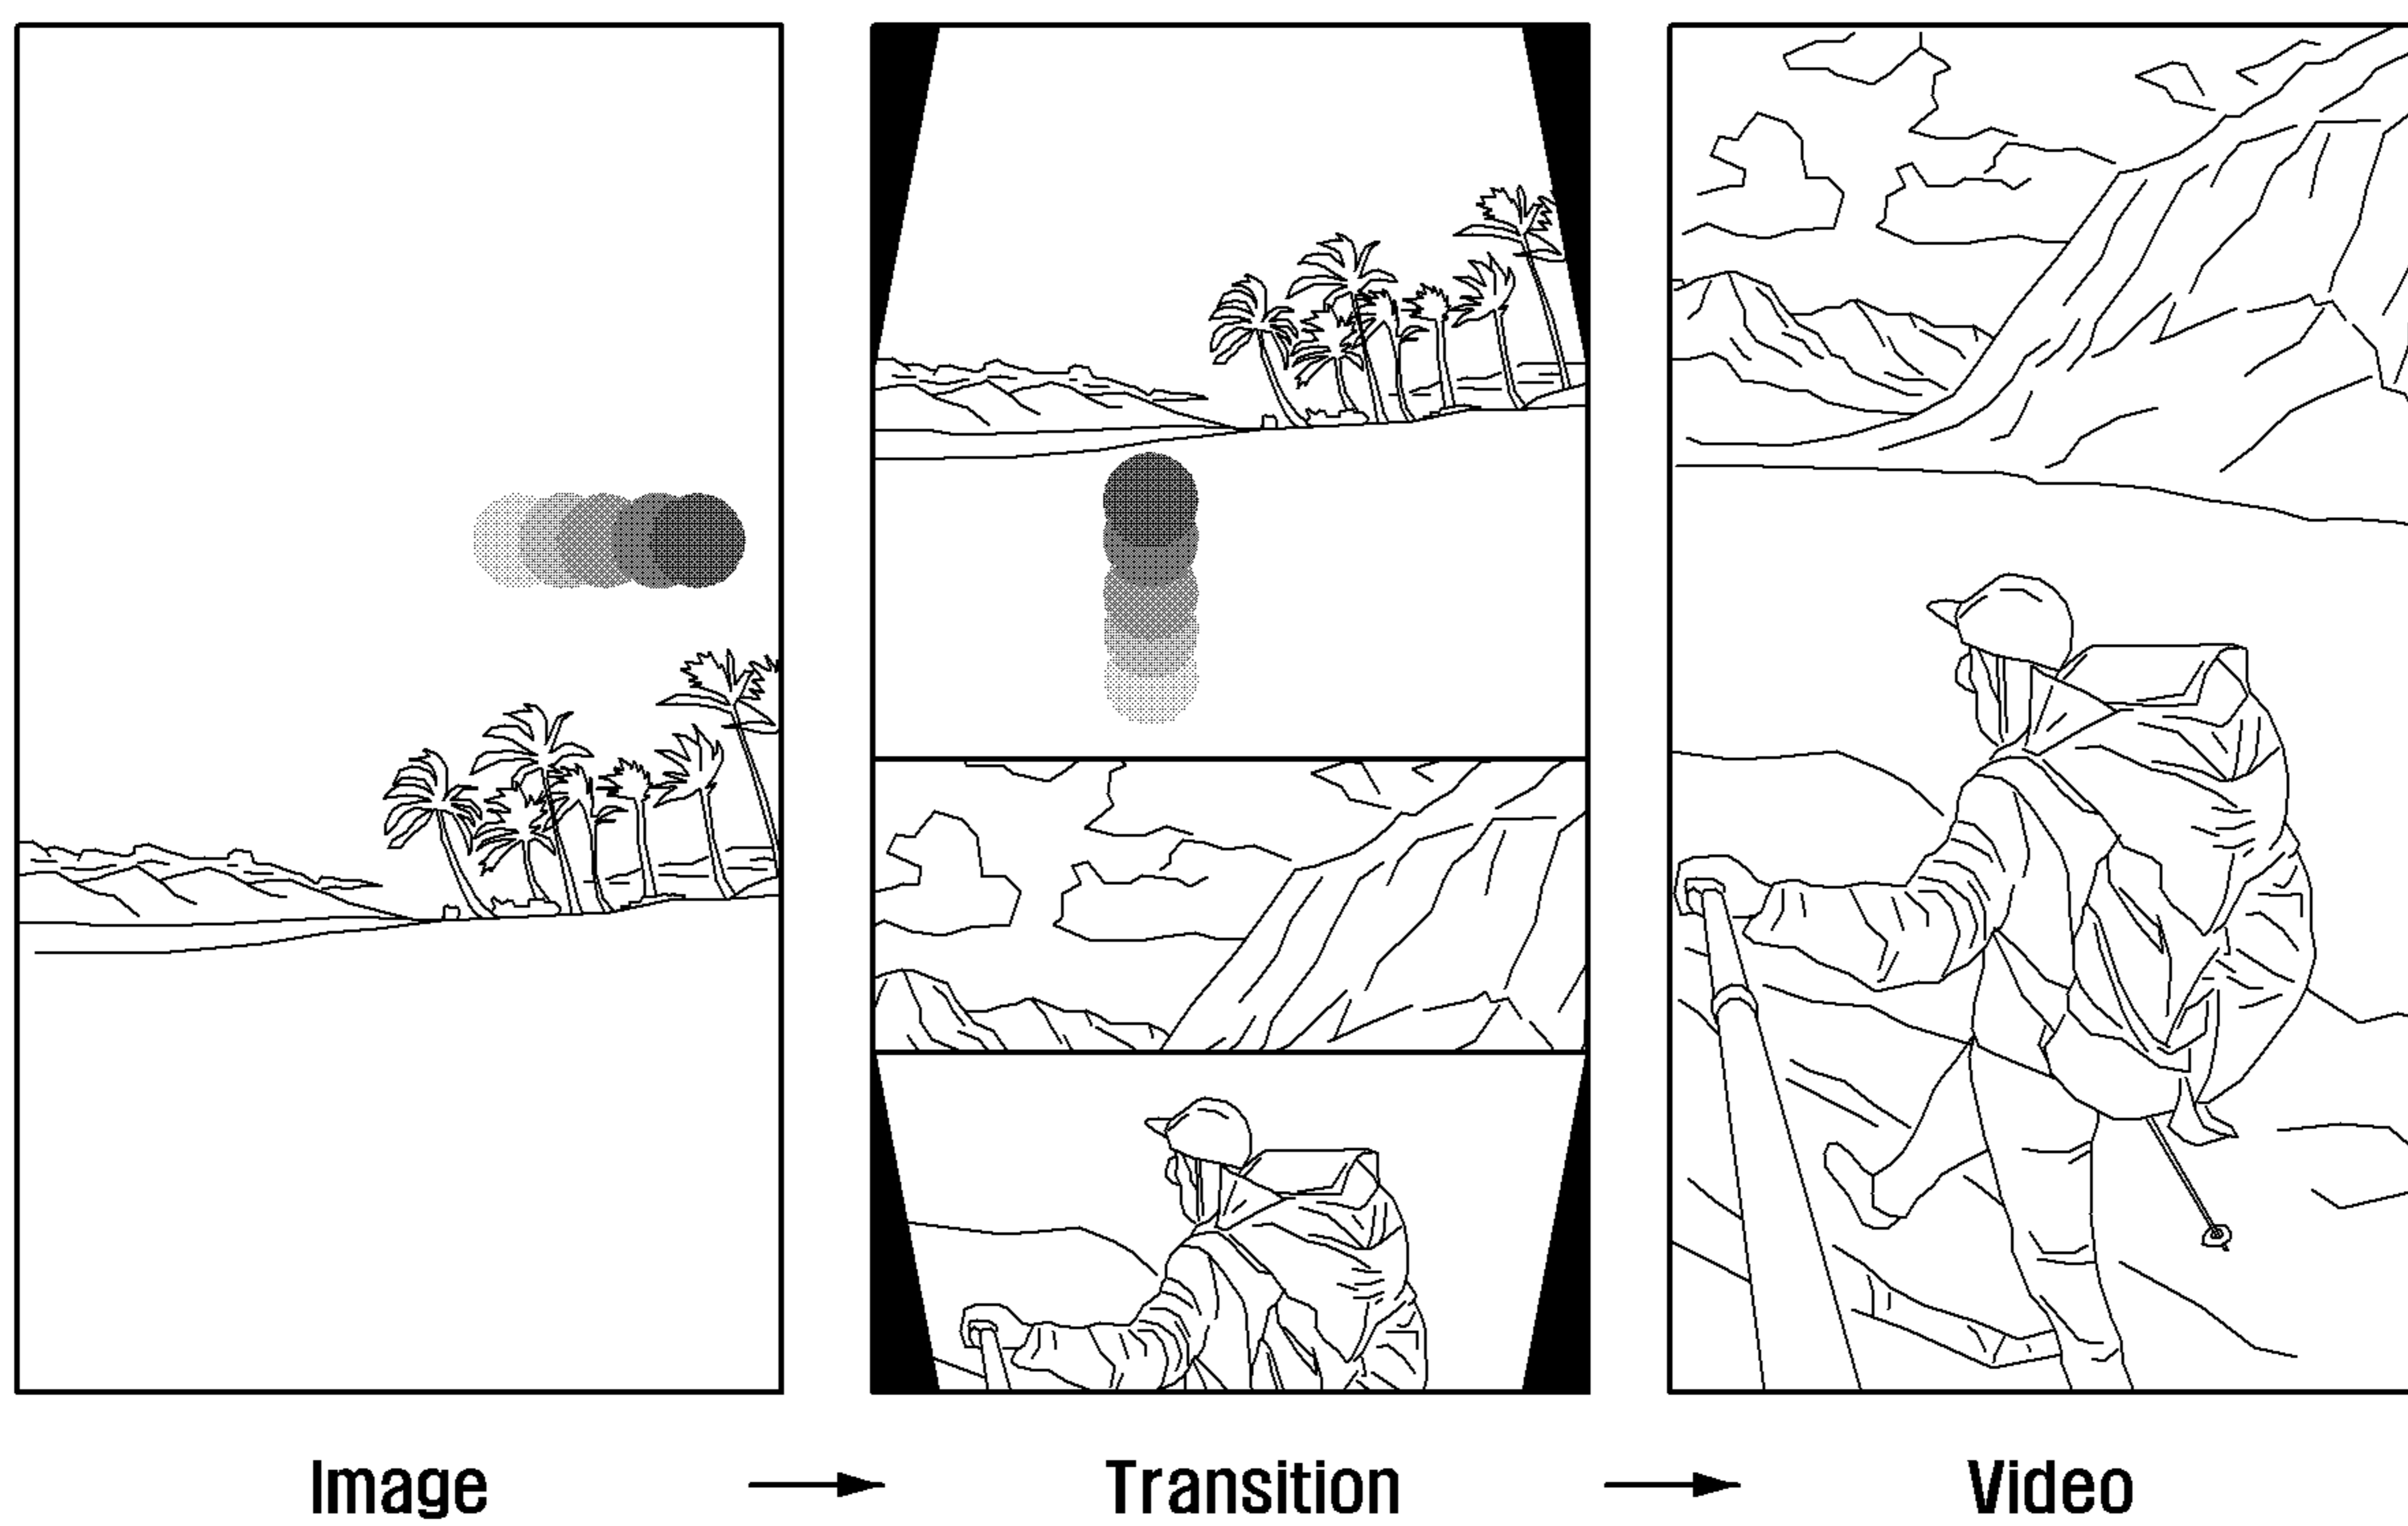 Image → Transition → Video